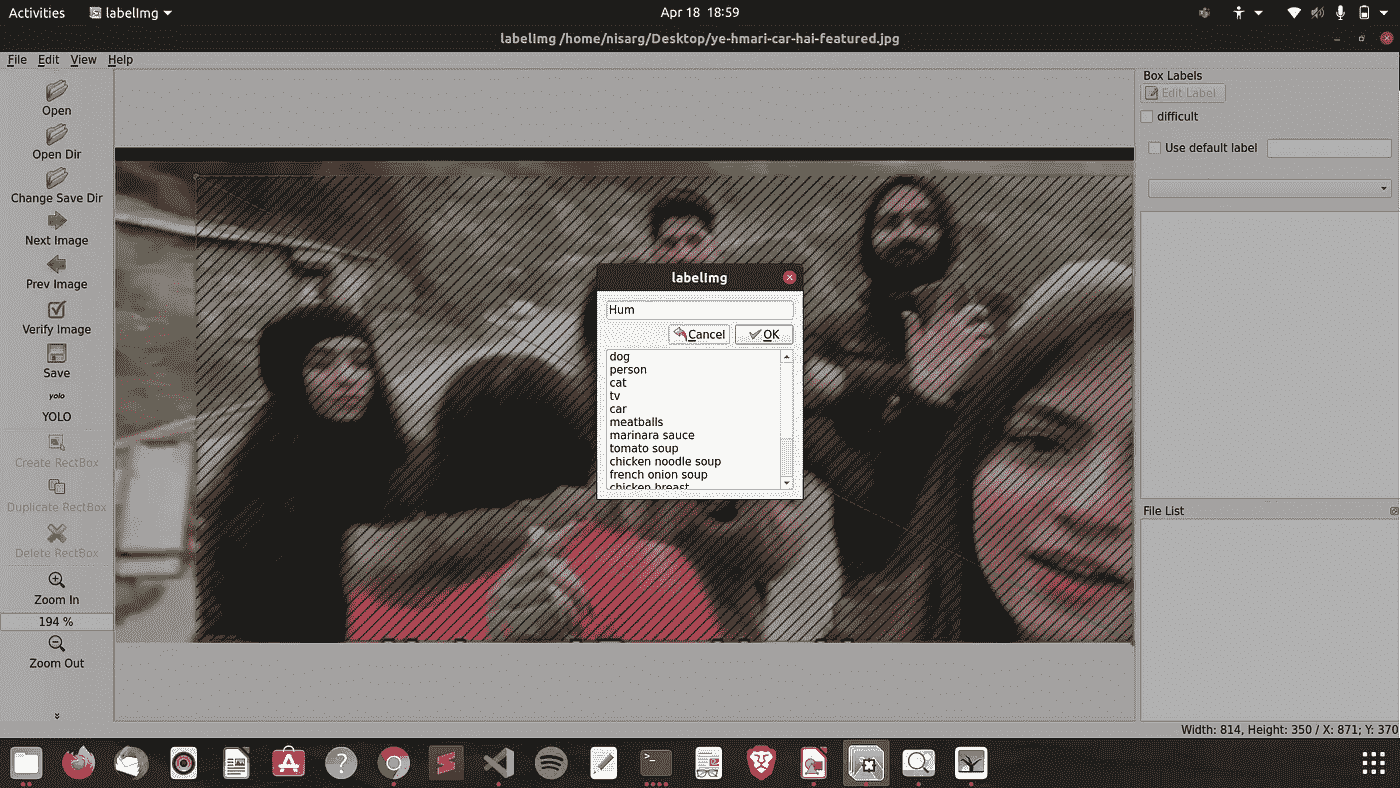 Activities
labelImg
Apr 18 18:59
labelImg /home/nisarg/Desktop/ye-hmari-car-hai-featured.jpg
File Edit View Help
Open
Open Dir
Change Save Dir
Next Image
Prev Image
Verify Image
Save
yolo
YOLO
Create RectBox
Duplicate RectBox
Delete RectBox
Zoom In
194 %
Zoom Out
labelImg
Hum
Cancel
OK
dog
person
cat
tv
car
meatballs
marinara sauce
tomato soup
chicken noodle soup
french onion soup
chicken breast
Box Labels
Edit Label
difficult
Use default label
File List
Width: 814, Height: 350 / X: 871; Y: 370